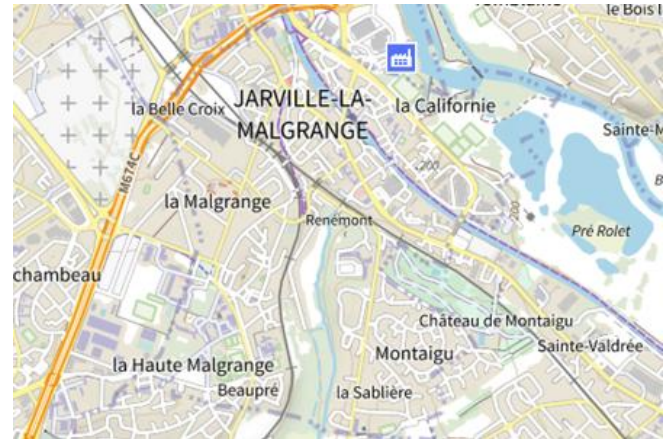 le Bois l
la Belle Croix
JARVILLE-LA-
MALGRANGE
la Californie
Sainte-M
M674C
200
la Malgrange
Renémont
200
Pré Rolet
chambeau
Château de Montaigu
Sainte-Valdrée
Montaigu
la Haute Malgrange
Beaupré
la Sablière